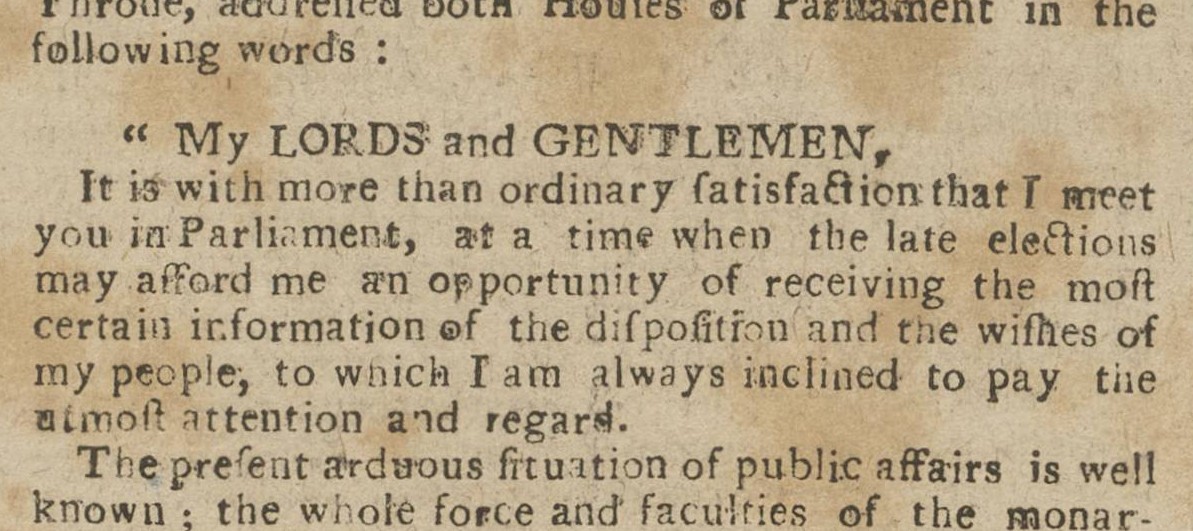 Throne, addreſſed both Houſes of Parliament in the
following words :
“ My LORDS and GENTLEMEN,
It is with more than ordinary ſatisfaction that I meet
you in Parliament, at a time when the late elections
may afford me an opportunity of receiving the moſt
certain information of the diſpoſition and the wiſhes of
my people, to which I am always inclined to pay the
utmoſt attention and regard.
The preſent arduous ſituation of public affairs is well
known ; the whole force and faculties of the monar-